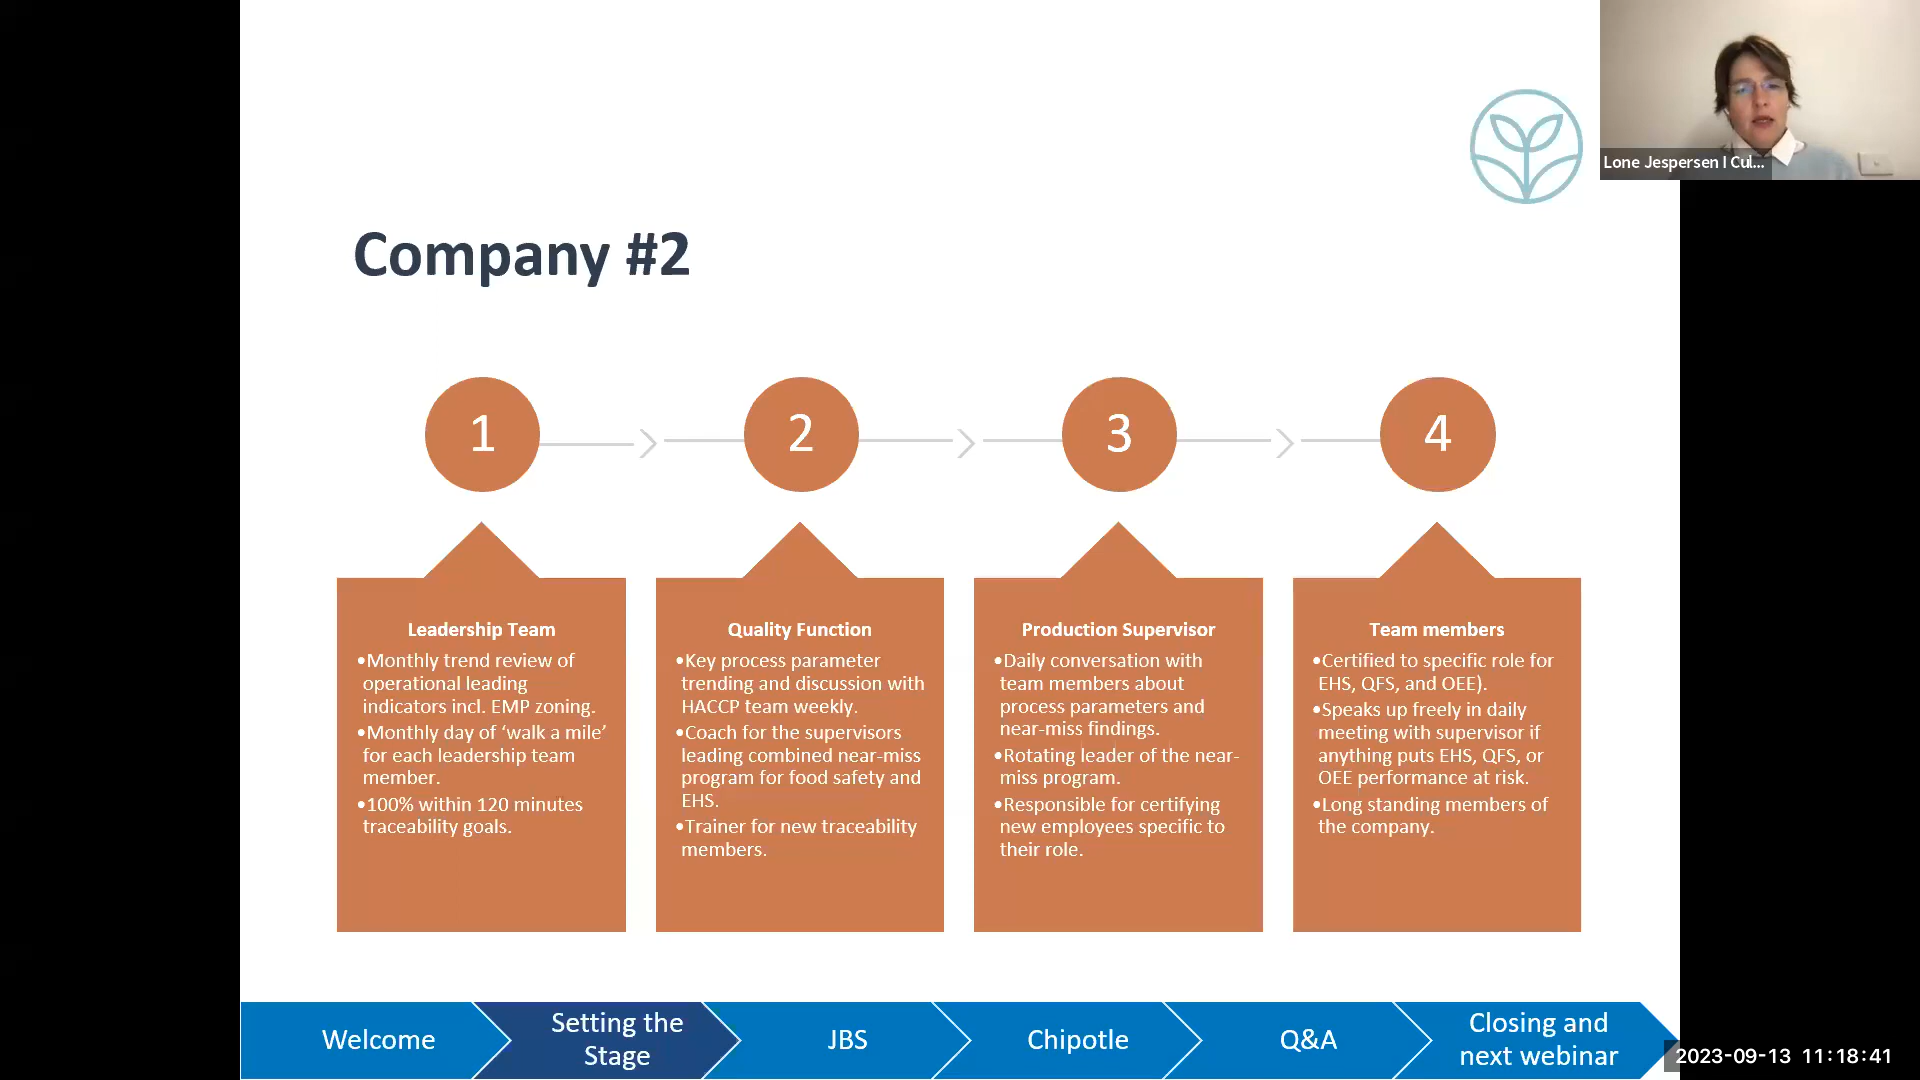 Lone Jespersen I Cul...
Company #2
1
2
3
4
Leadership Team
•Monthly trend review of
operational leading
indicators incl. EMP zoning.
•Monthly day of ‘walk a mile’
for each leadership team
member.
•100% within 120 minutes
traceability goals.
Quality Function
•Key process parameter
trending and discussion with
HACCP team weekly.
•Coach for the supervisors
leading combined near-miss
program for food safety and
EHS.
•Trainer for new traceability
members.
Production Supervisor
•Daily conversation with
team members about
process parameters and
near-miss findings.
•Rotating leader of the near-
miss program.
•Responsible for certifying
new employees specific to
their role.
Team members
•Certified to specific role for
EHS, QFS, and OEE).
•Speaks up freely in daily
meeting with supervisor if
anything puts EHS, QFS, or
OEE performance at risk.
•Long standing members of
the company.
Welcome
Setting the
Stage
JBS
Chipotle
Q&A
Closing and
next webinar
2023-09-13 11:18:41